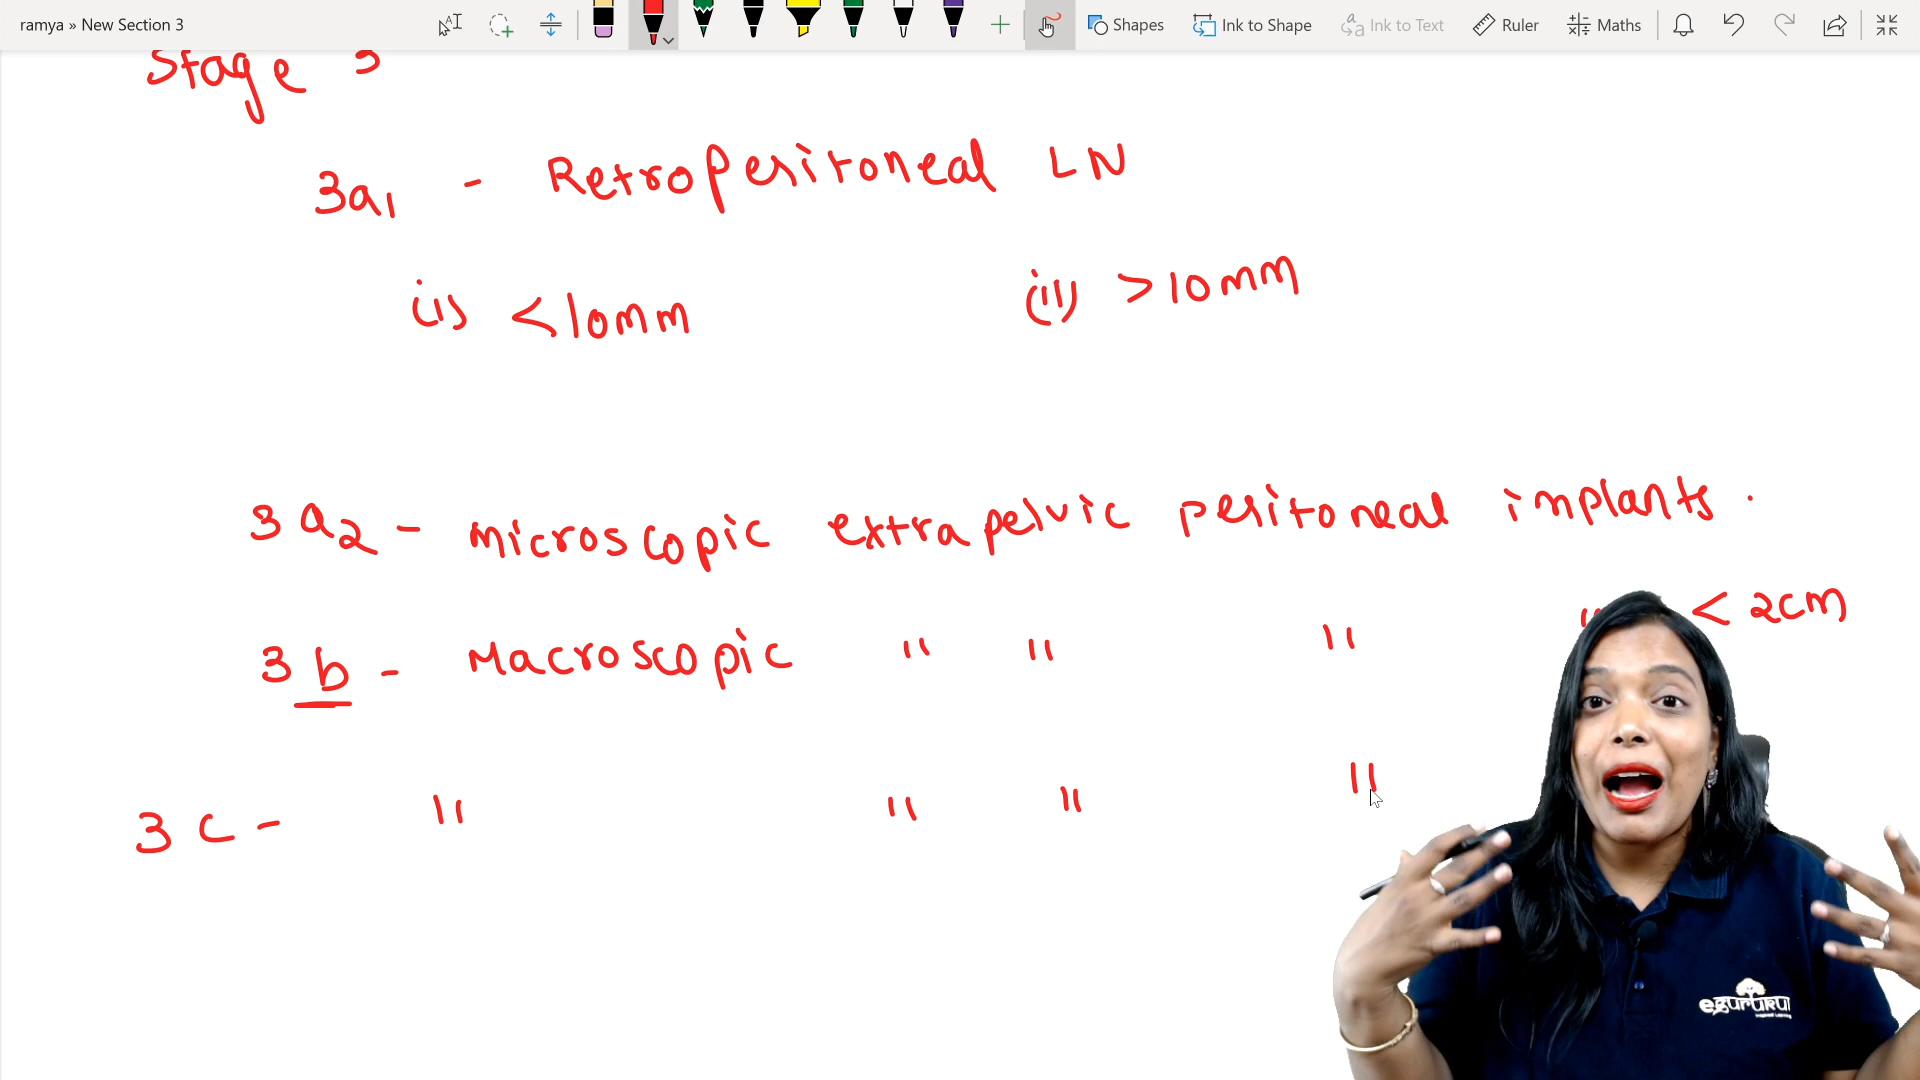 ramya » New Section 3
Shapes Ink to Shape Ink to Text Ruler Maths
Stage 3
3a1 - Retroperitoneal LN
(i) <10mm (ii) >10mm
3a2 - Microscopic extrapelvic peritoneal implants.
3b - Macroscopic " " " " < 2cm
3c - " " " "
egurukul